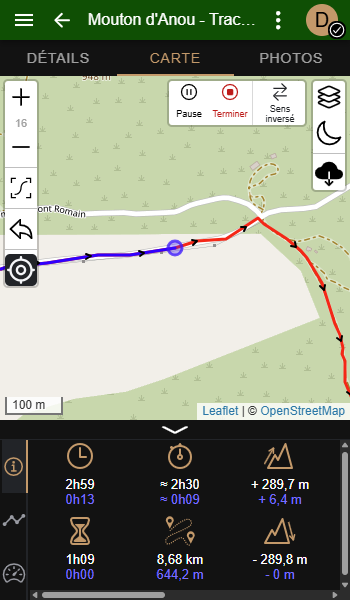 Mouton d'Anou - Trac...
D
DÉTAILS
CARTE
PHOTOS
16
Pause
Terminer
Sens
inversé
ont Romain
100 m
Leaflet | © OpenStreetMap
2h59
≈ 2h30
+ 289,7 m
0h13
≈ 0h09
+ 6,4 m
1h09
8,68 km
- 289,8 m
0h00
644,2 m
- 0 m